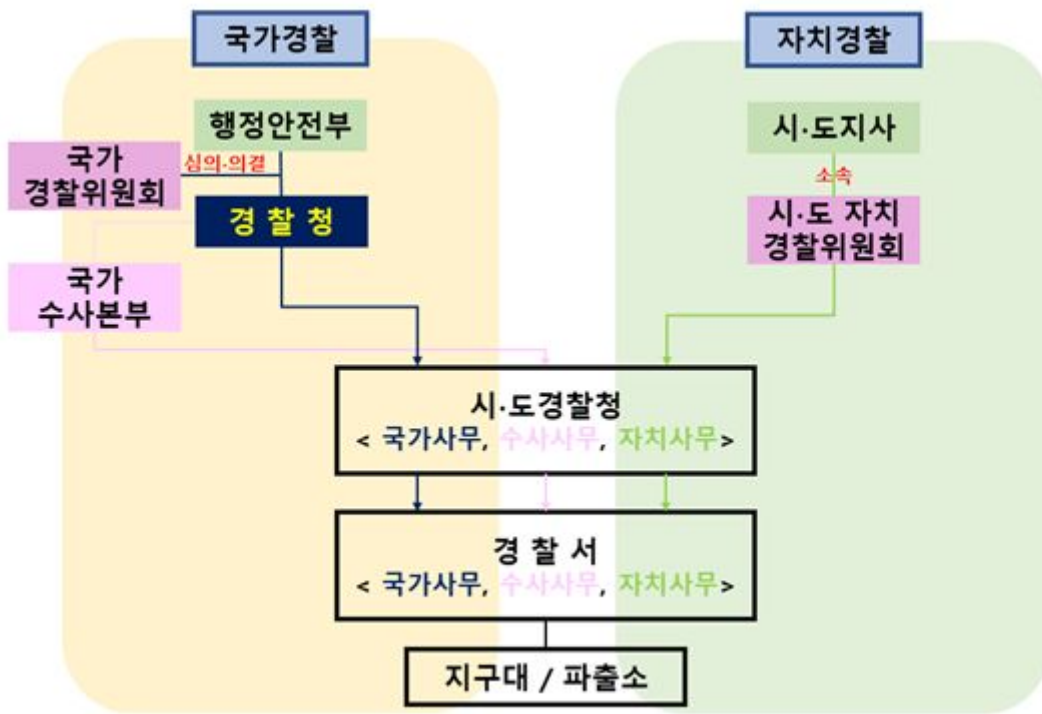 국가경찰
자치경찰
행정안전부
시·도지사
국가
경찰위원회
심의·의결
소속
경 찰 청
시·도 자치
경찰위원회
국가
수사본부
시·도경찰청
< 국가사무, 수사사무, 자치사무>
경 찰 서
< 국가사무, 수사사무, 자치사무>
지구대 / 파출소